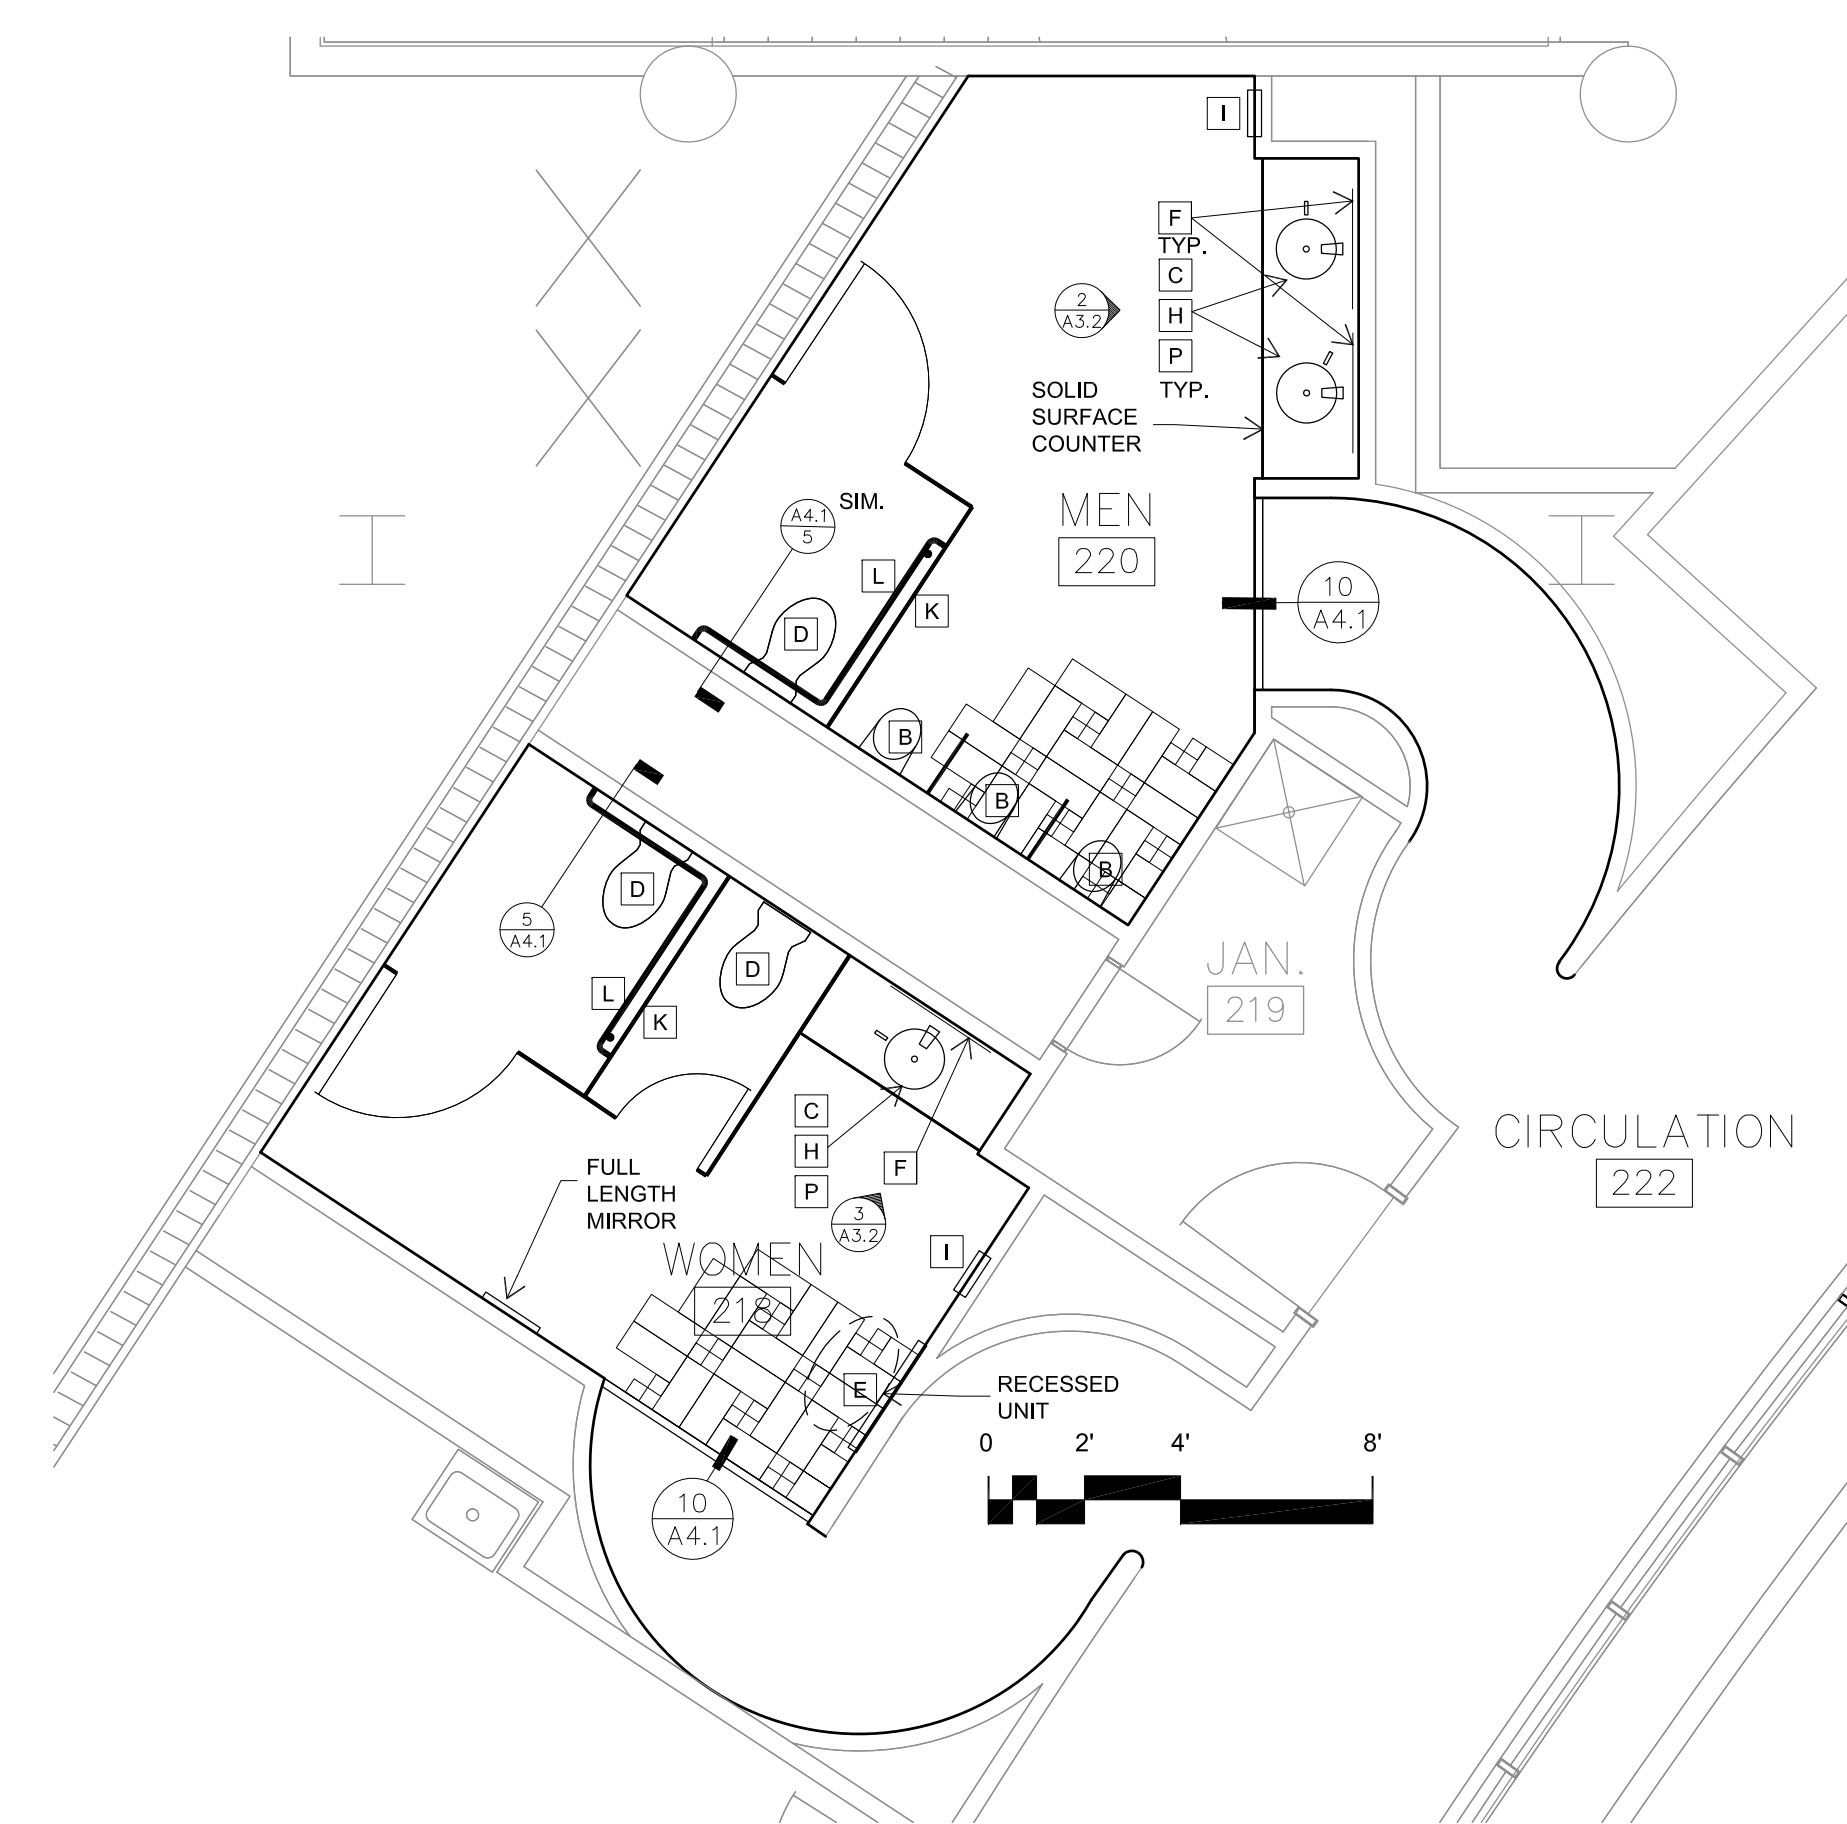 I
F
TYP.
C
H
P
TYP.
2
A3.2
SOLID
SURFACE
COUNTER
MEN
220
A4.1
5
SIM.
L
K
D
10
A4.1
B
B
B
D
5
A4.1
L
K
D
JAN.
219
C
H
P
F
CIRCULATION
222
FULL
LENGTH
MIRROR
3
A3.2
I
WOMEN
218
E
RECESSED
UNIT
0 2' 4' 8'
10
A4.1